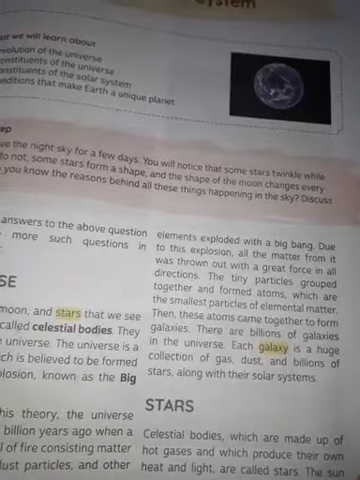 System
at we will learn about
volution of the universe
onstituents of the universe
onstituents of the solar system
nditions that make Earth a unique planet
ep
ve the night sky for a few days. You will notice that some stars twinkle while
do not, some stars form a shape, and the shape of the moon changes every
you know the reasons behind all these things happening in the sky? Discuss
answers to the above question
more such questions in
SE
moon, and stars that we see
called celestial bodies. They
universe. The universe is a
ch is believed to be formed
plosion, known as the Big
his theory, the universe
billion years ago when a
l of fire consisting matter
dust particles, and other
elements exploded with a big bang. Due
to this explosion, all the matter from it
was thrown out with a great force in all
directions. The tiny particles grouped
together and formed atoms, which are
the smallest particles of elemental matter.
Then, these atoms came together to form
galaxies. There are billions of galaxies
in the universe. Each galaxy is a huge
collection of gas, dust, and billions of
stars, along with their solar systems.
STARS
Celestial bodies, which are made up of
hot gases and which produce their own
heat and light, are called stars. The sun